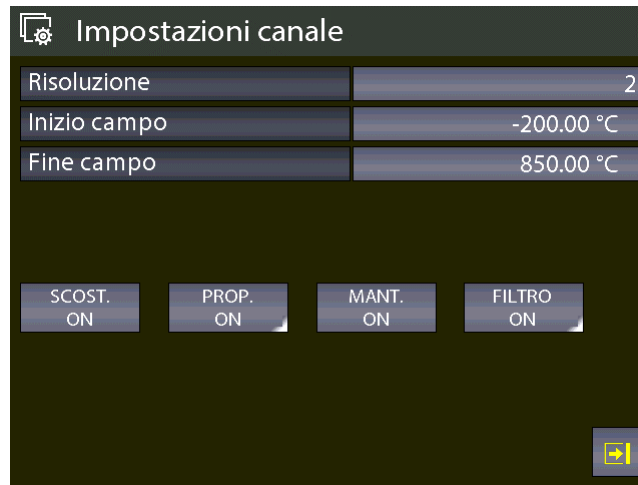 Impostazioni canale
Risoluzione 2
Inizio campo -200.00 °C
Fine campo 850.00 °C
SCOST. PROP. MANT. FILTRO
ON ON ON ON